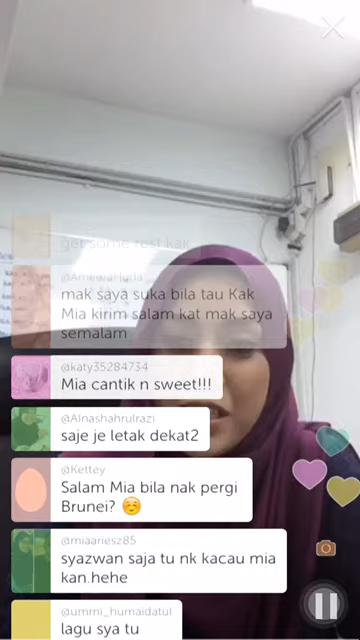 get some rest kak
@AmeeraHyda
mak saya suka bila tau Kak
Mia kirim salam kat mak saya
semalam
@katy35284734
Mia cantik n sweet!!!
@Alnashahrulrazi
saje je letak dekat2
@Kettey
Salam Mia bila nak pergi
Brunei? ☺️
@miaariesz85
syazwan saja tu nk kacau mia
kan.hehe
@ummi_humaidatul
lagu sya tu